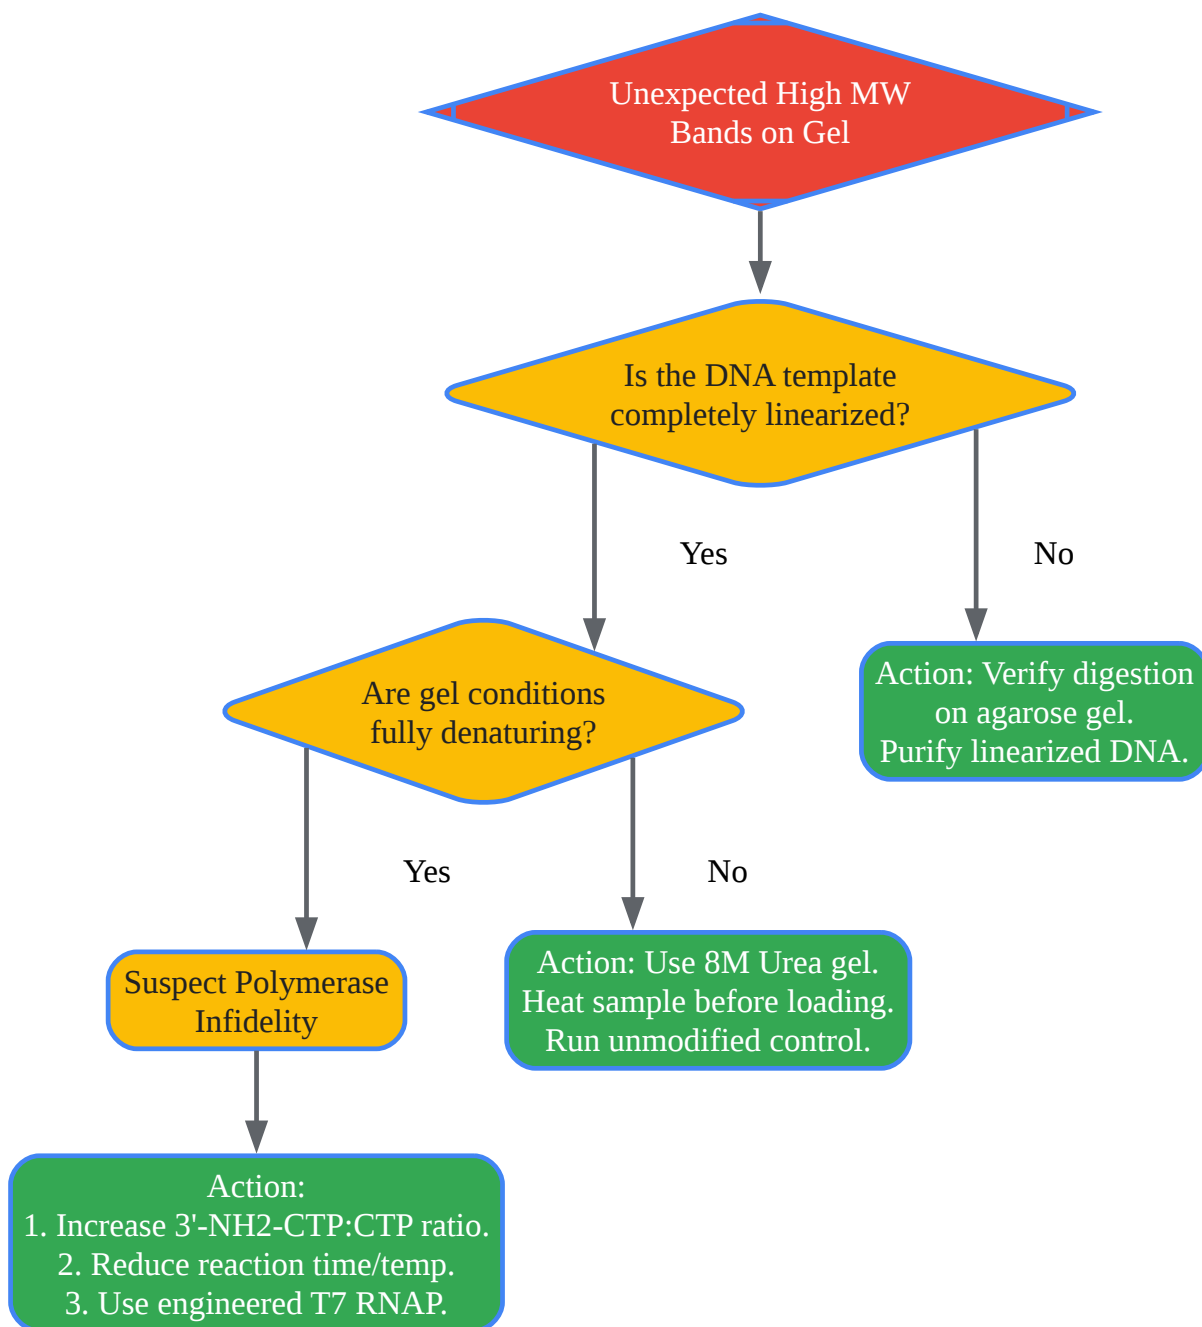 Unexpected High MW
Bands on Gel
Is the DNA template
completely linearized?
Yes
No
Are gel conditions
fully denaturing?
Action: Verify digestion
on agarose gel.
Purify linearized DNA.
Yes
No
Suspect Polymerase
Infidelity
Action: Use 8M Urea gel.
Heat sample before loading.
Run unmodified control.
Action:
1. Increase 3'-NH2-CTP:CTP ratio.
2. Reduce reaction time/temp.
3. Use engineered T7 RNAP.